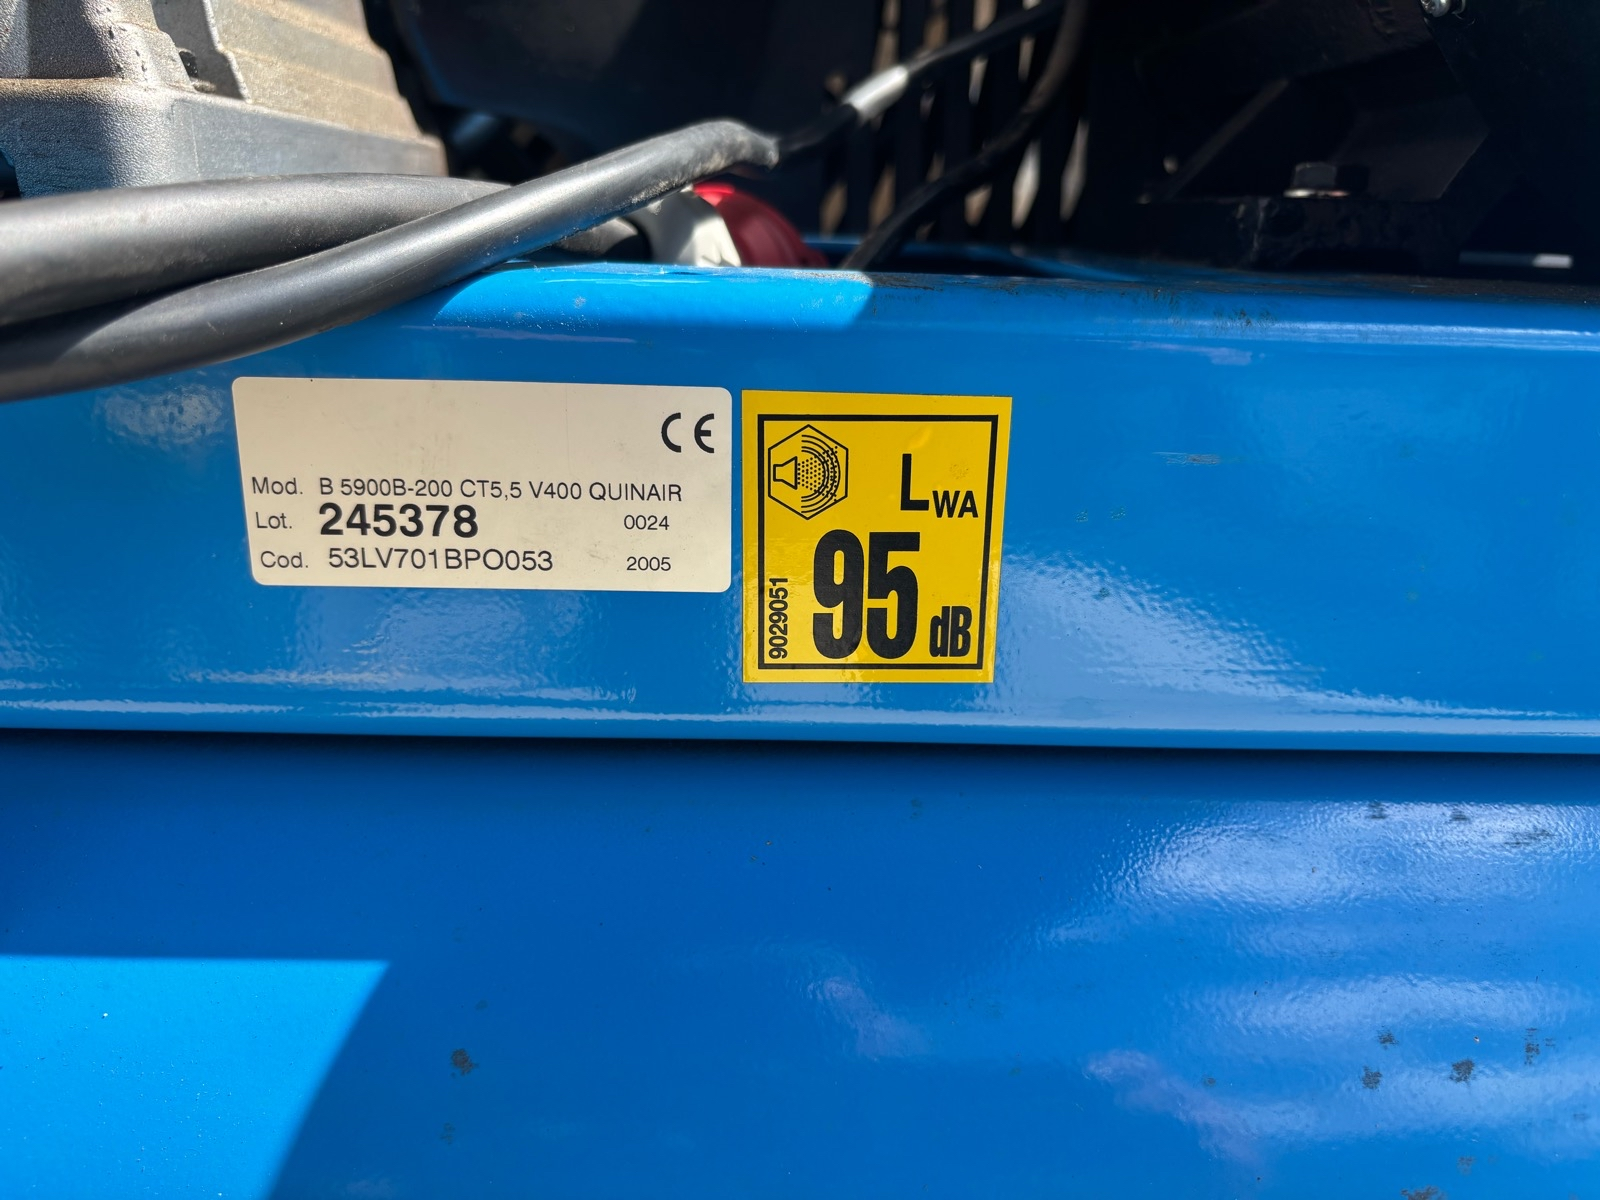 CE
Mod. B 5900B-200 CT5,5 V400 QUINAIR
Lot. 245378 0024
Cod. 53LV701BPO053 2005
LWA
95 dB
9029051